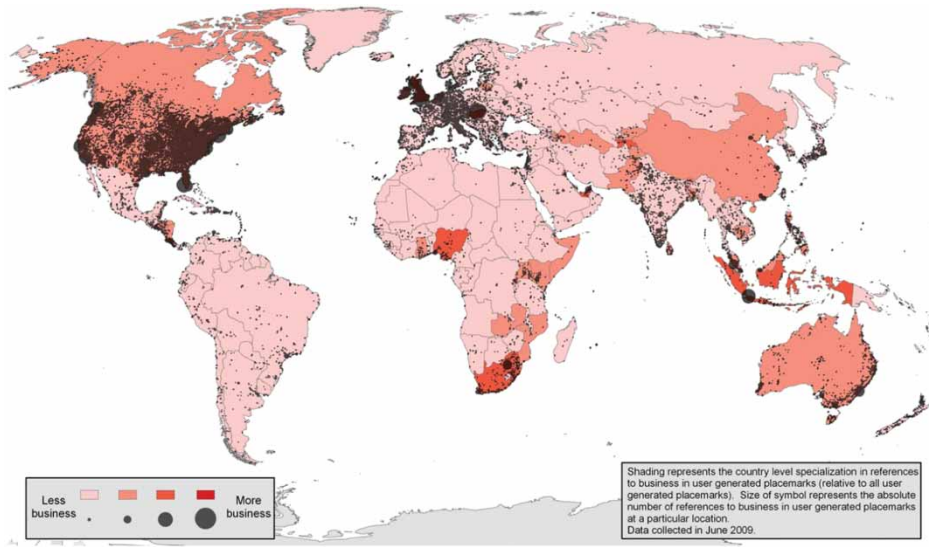 Less
business
More
business
Shading represents the country level specialization in references
to business in user generated placemarks (relative to all user
generated placemarks). Size of symbol represents the absolute
number of references to business in user generated placemarks
at a particular location.
Data collected in June 2009.